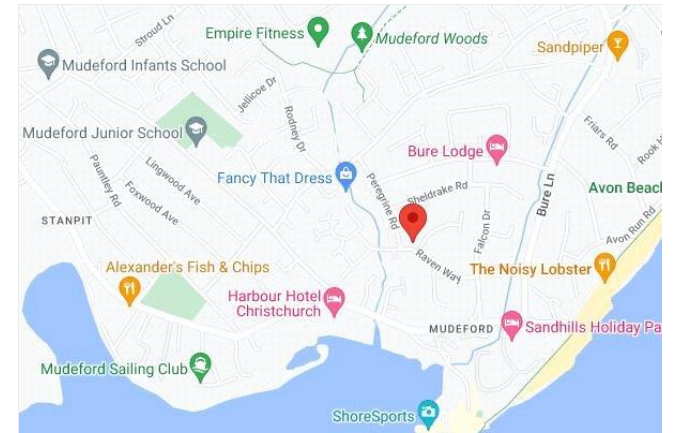 Stroud Ln
Empire Fitness
Mudeford Woods
Sandpiper
Mudeford Infants School
Jellicoe Dr
Rodney Dr
Mudeford Junior School
Friars Rd
Rook H
Bure Lodge
Pauntley Rd
Lingwood Ave
Foxwood Ave
Fancy That Dress
Peregrine Rd
Sheldrake Rd
Bure Ln
Avon Beac
STANPIT
Falcon Dr
Avon Run Rd
Raven Way
Alexander's Fish & Chips
The Noisy Lobster
Harbour Hotel
Christchurch
MUDEFORD
Sandhills Holiday Pa
Mudeford Sailing Club
ShoreSports